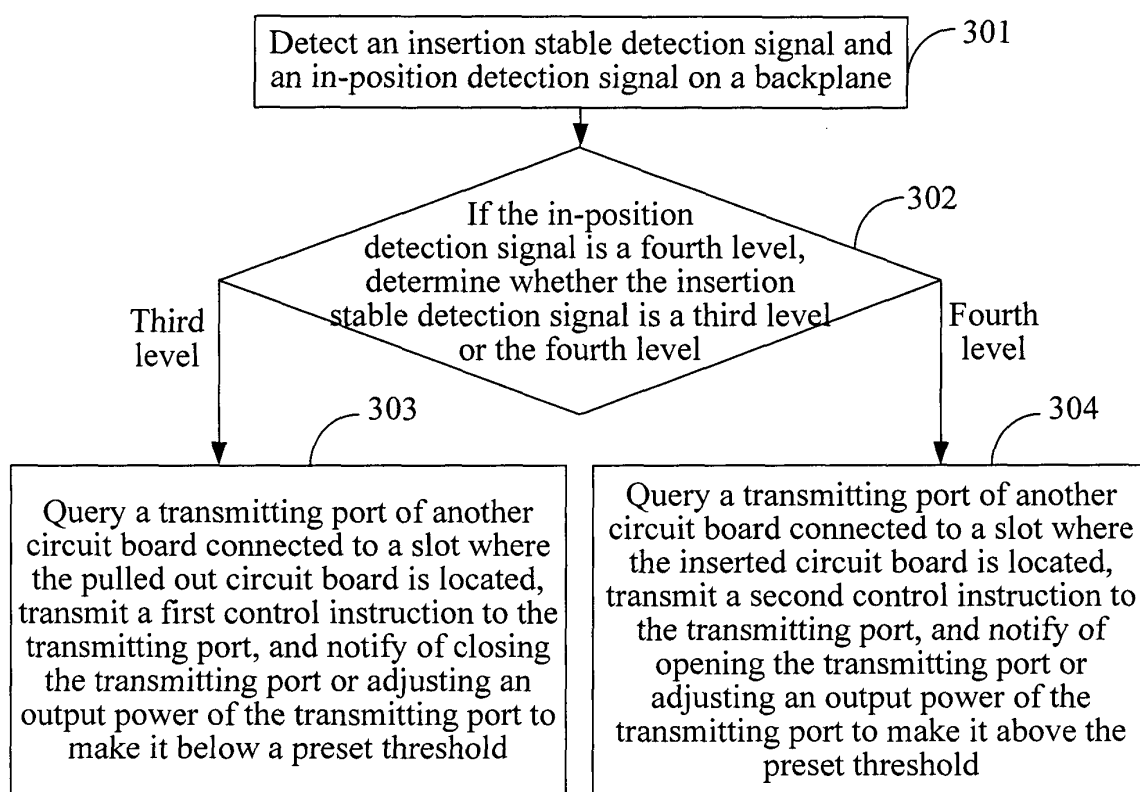 Detect an insertion stable detection signal and
an in-position detection signal on a backplane
301
If the in-position
detection signal is a fourth level,
determine whether the insertion
stable detection signal is a third level
or the fourth level
302
Third
level
Fourth
level
303
Query a transmitting port of another
circuit board connected to a slot where
the pulled out circuit board is located,
transmit a first control instruction to the
transmitting port, and notify of closing
the transmitting port or adjusting an
output power of the transmitting port to
make it below a preset threshold
304
Query a transmitting port of another
circuit board connected to a slot where
the inserted circuit board is located,
transmit a second control instruction to
the transmitting port, and notify of
opening the transmitting port or
adjusting an output power of the
transmitting port to make it above the
preset threshold